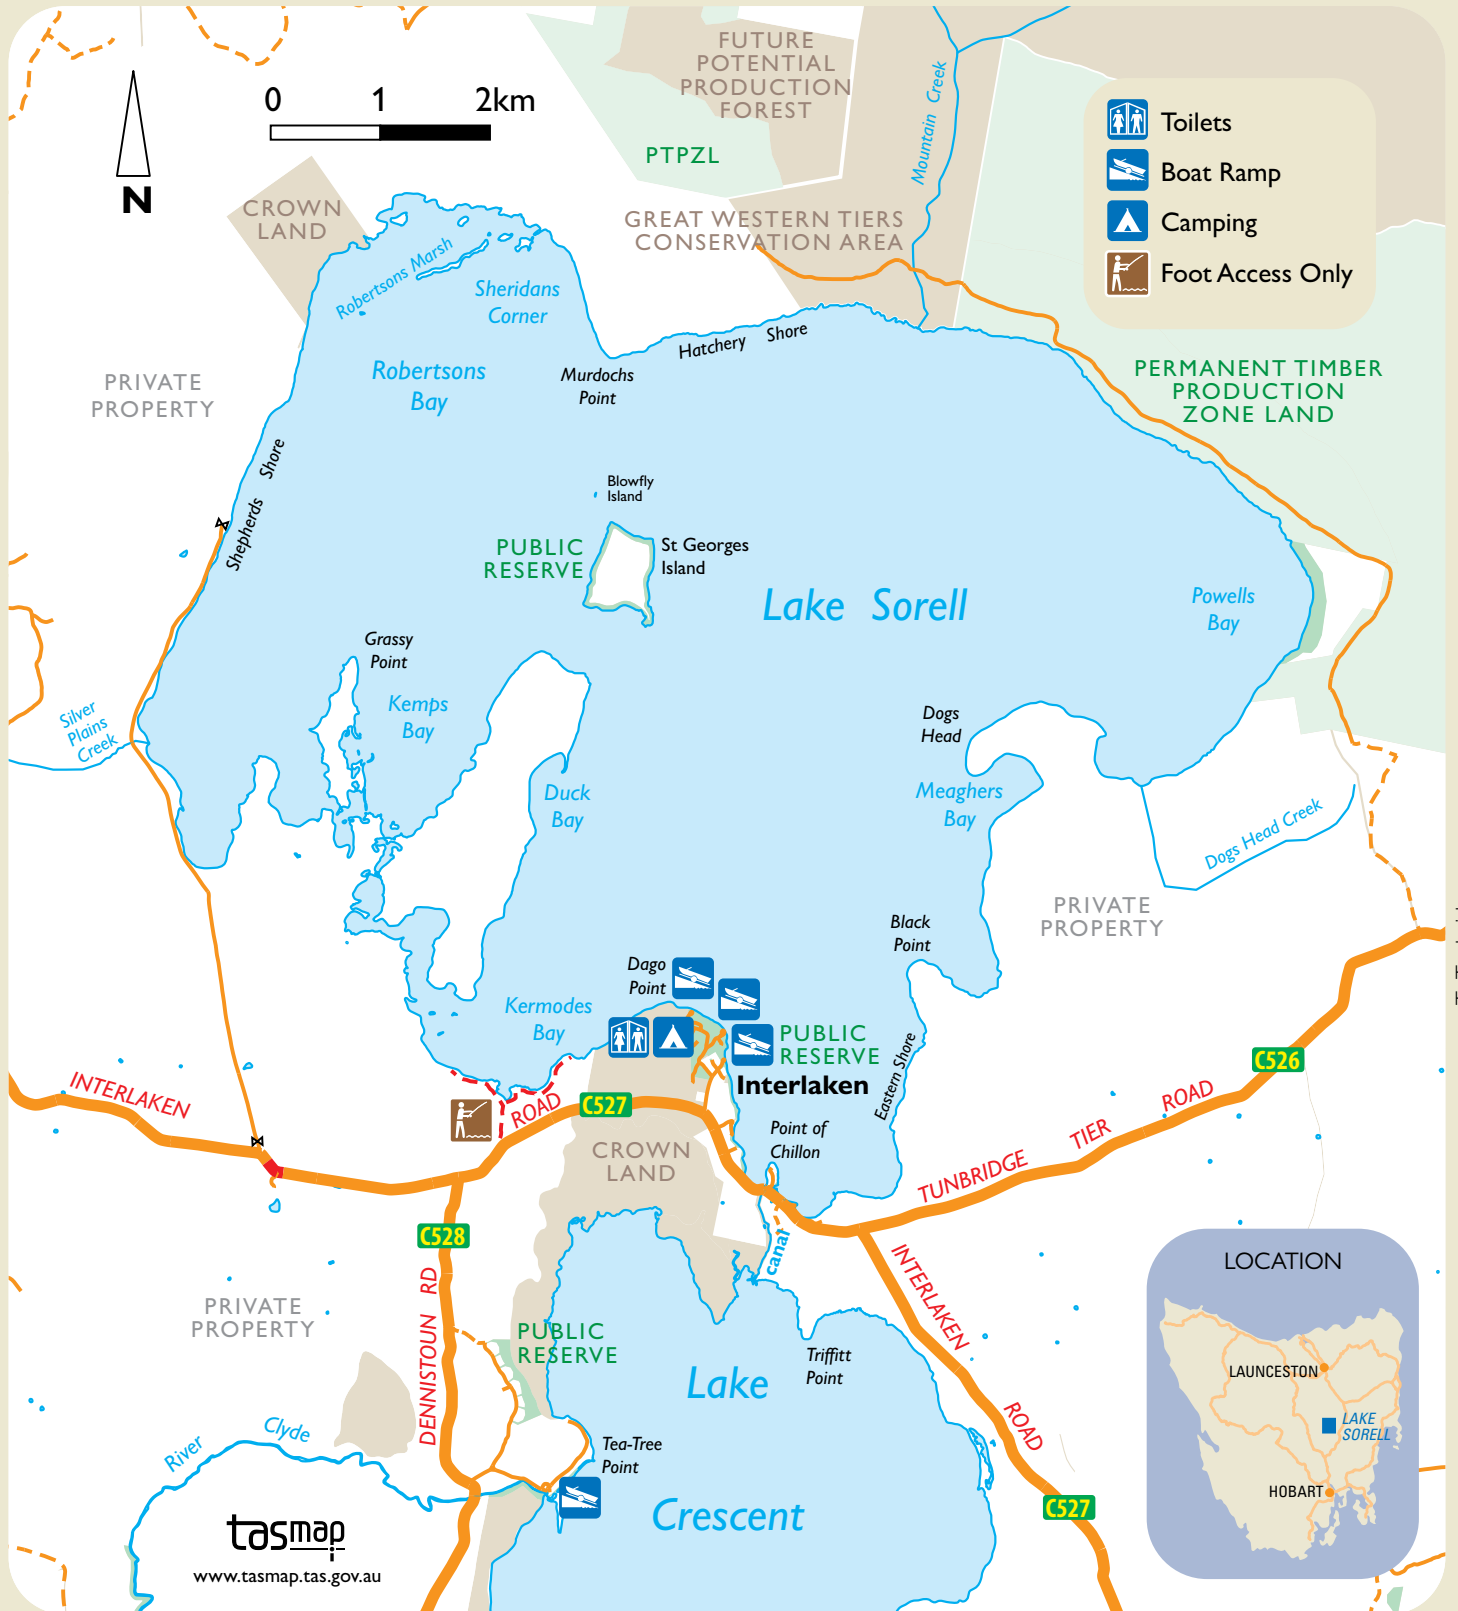 0 1 2km
N
FUTURE
POTENTIAL
PRODUCTION
FOREST
PTPZL
Mountain Creek
Toilets
Boat Ramp
Camping
Foot Access Only
CROWN
LAND
GREAT WESTERN TIERS
CONSERVATION AREA
Robertsons Marsh
Sheridans
Corner
Hatchery Shore
Robertsons
Bay
Murdochs
Point
PRIVATE
PROPERTY
PERMANENT TIMBER
PRODUCTION
ZONE LAND
Shepherds Shore
Blowfly
Island
PUBLIC
RESERVE
St Georges
Island
Lake Sorell
Powells
Bay
Grassy
Point
Kemps
Bay
Silver
Plains
Creek
Dogs
Head
Duck
Bay
Meaghers
Bay
Dogs Head Creek
PRIVATE
PROPERTY
Black
Point
Dago
Point
Kermodes
Bay
PUBLIC
RESERVE
Interlaken
Eastern Shore
C526
INTERLAKEN
ROAD
C527
Point of
Chillon
CROWN
LAND
TUNBRIDGE TIER ROAD
C528
canal
INTERLAKEN
ROAD
DENNISTOUN RD
PRIVATE
PROPERTY
PUBLIC
RESERVE
Triffitt
Point
Lake
Crescent
Tea-Tree
Point
River Clyde
C527
LOCATION
LAUNCESTON
LAKE
SORELL
HOBART
tasmap
www.tasmap.tas.gov.au